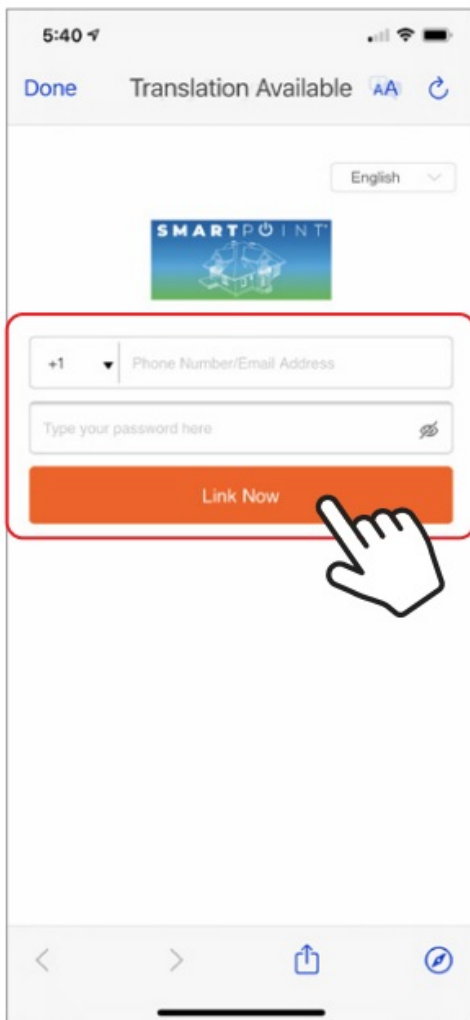 5:40
Done Translation Available AA
English
SMARTPOINT
+1 Phone Number/Email Address
Type your password here
Link Now